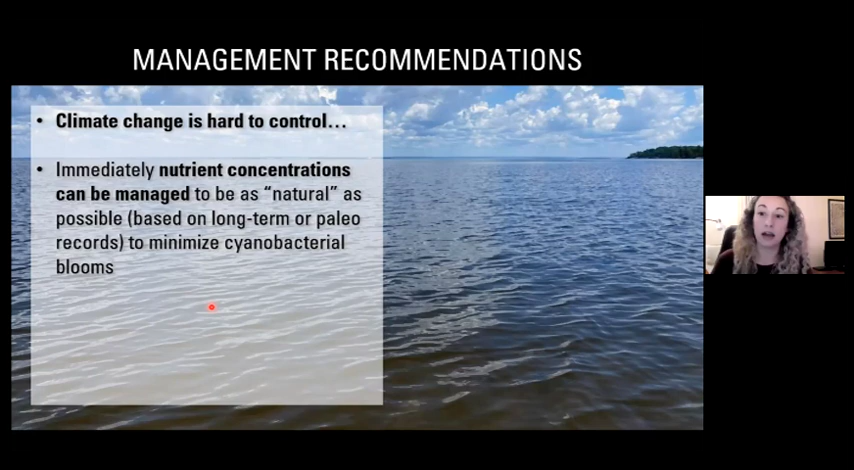 MANAGEMENT RECOMMENDATIONS
• Climate change is hard to control…
• Immediately nutrient concentrations
can be managed to be as “natural” as
possible (based on long-term or paleo
records) to minimize cyanobacterial
blooms